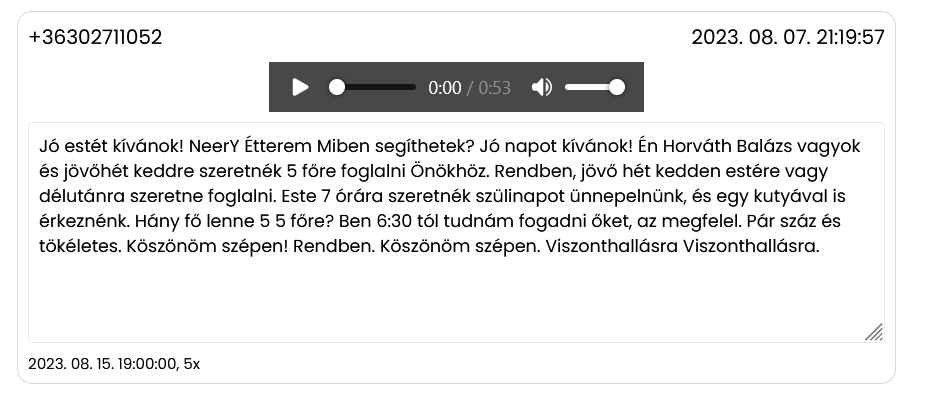 +36302711052
2023. 08. 07. 21:19:57
0:00 / 0:53
Jó estét kívánok! NeerY Étterem Miben segíthetek? Jó napot kívánok! Én Horváth Balázs vagyok
és jövőhét keddre szeretnék 5 főre foglalni Önökhöz. Rendben, jövő hét kedden estére vagy
délutánra szeretne foglalni. Este 7 órára szeretnék szülinapot ünnepelnünk, és egy kutyával is
érkeznénk. Hány fő lenne 5 5 főre? Ben 6:30 tól tudnám fogadni őket, az megfelel. Pár száz és
tökéletes. Köszönöm szépen! Rendben. Köszönöm szépen. Viszonthallásra Viszonthallásra.
2023. 08. 15. 19:00:00, 5x